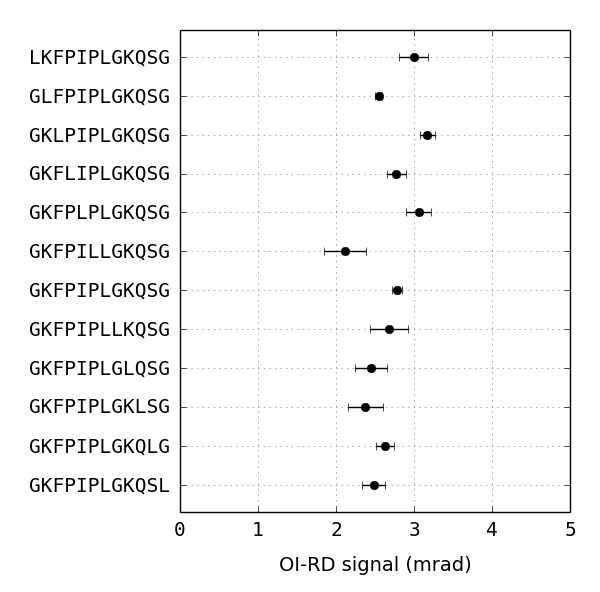 LKFPIPLGKQSG
GLFPIPLGKQSG
GKLPIPLGKQSG
GKFLIPLGKQSG
GKFPLPLGKQSG
GKFPILLGKQSG
GKFPIPLGKQSG
GKFPIPLLKQSG
GKFPIPLGLQSG
GKFPIPLGKLSG
GKFPIPLGKQLG
GKFPIPLGKQSL
0 1 2 3 4 5
OI-RD signal (mrad)